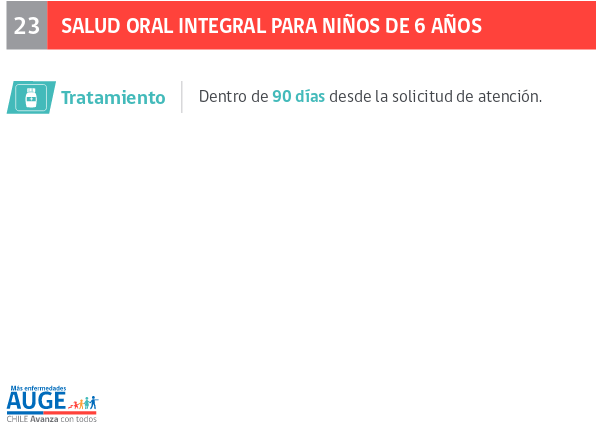 23 SALUD ORAL INTEGRAL PARA NIÑOS DE 6 AÑOS
Tratamiento Dentro de 90 días desde la solicitud de atención.
Más enfermedades
AUGE
CHILE Avanza con todos